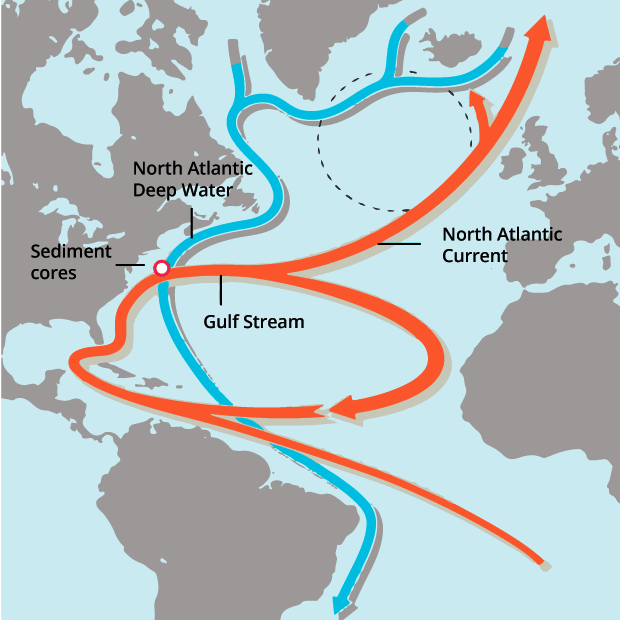 North Atlantic
Deep Water
Sediment
cores
North Atlantic
Current
Gulf Stream